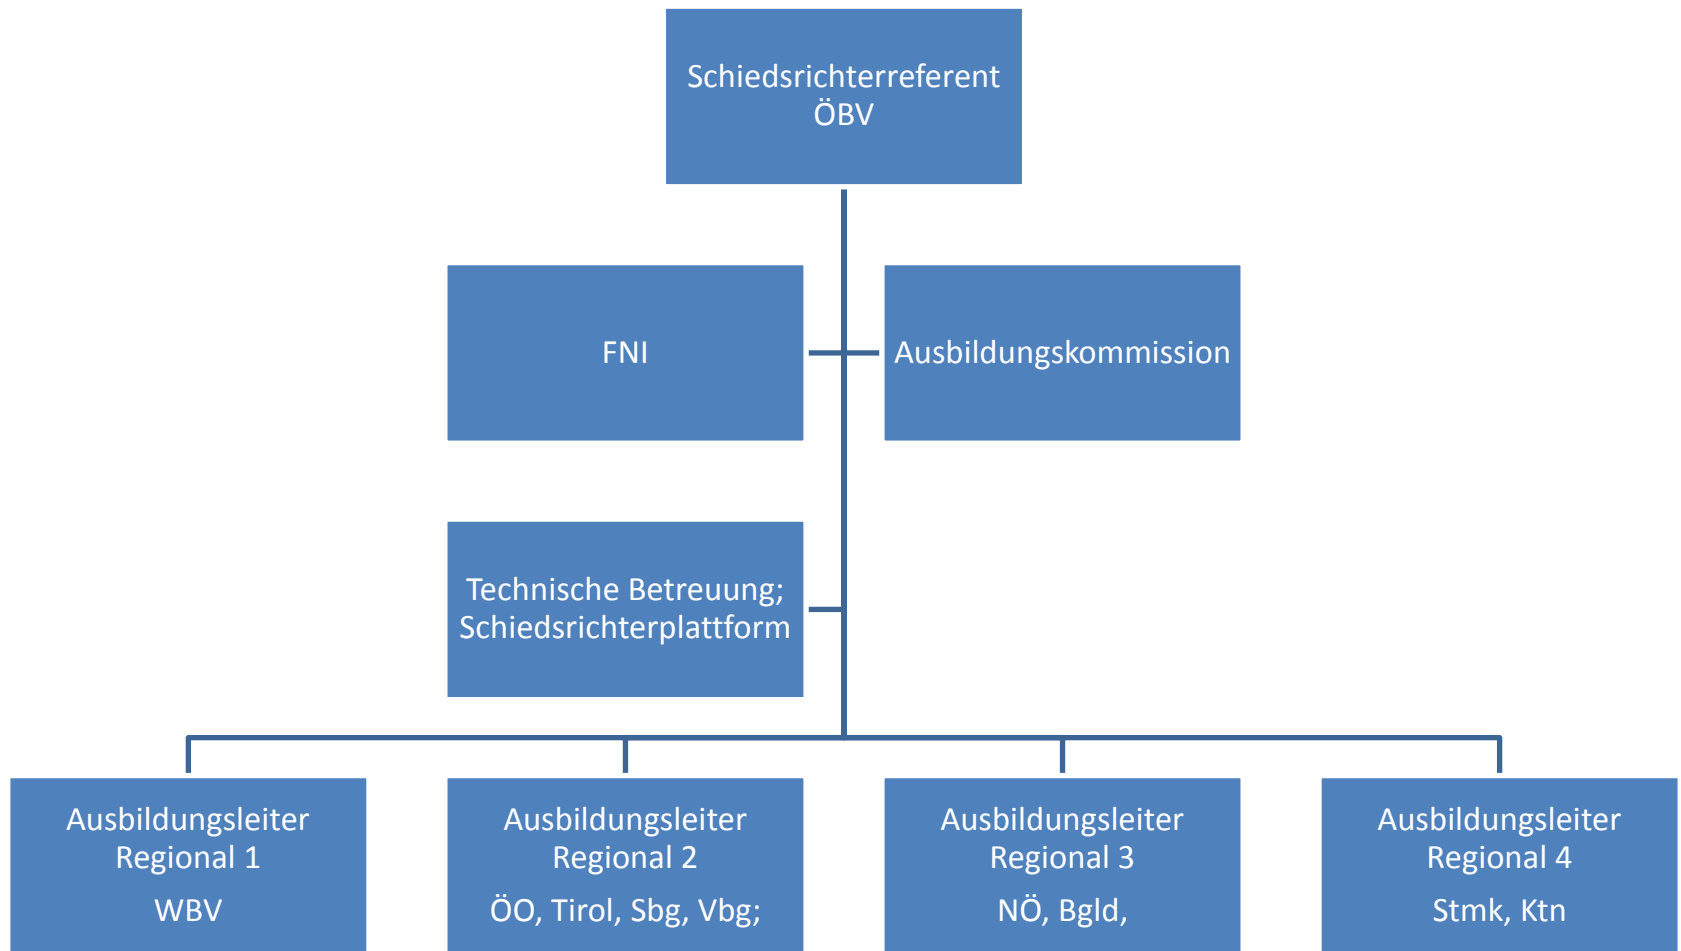 Schiedsrichterreferent
ÖBV
FNI
Ausbildungskommission
Technische Betreuung;
Schiedsrichterplattform
Ausbildungsleiter
Regional 1
WBV
Ausbildungsleiter
Regional 2
ÖO, Tirol, Sbg, Vbg;
Ausbildungsleiter
Regional 3
NÖ, Bgld,
Ausbildungsleiter
Regional 4
Stmk, Ktn